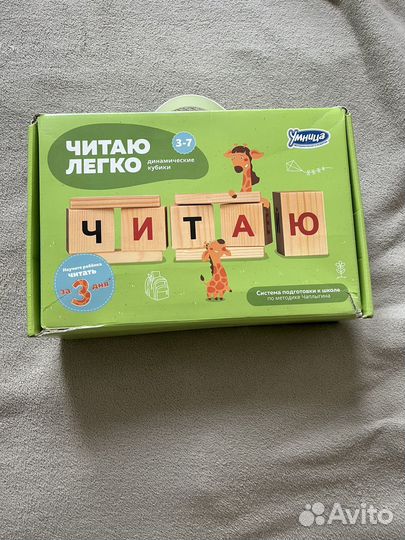 ЧИТАЮ
ЛЕГКО
3-7
динамические
кубики
Умница
ЧИТАЮ
Научите ребёнка
читать
за 3 дня
Система подготовки к школе
по методике Чаплыгина
Avito